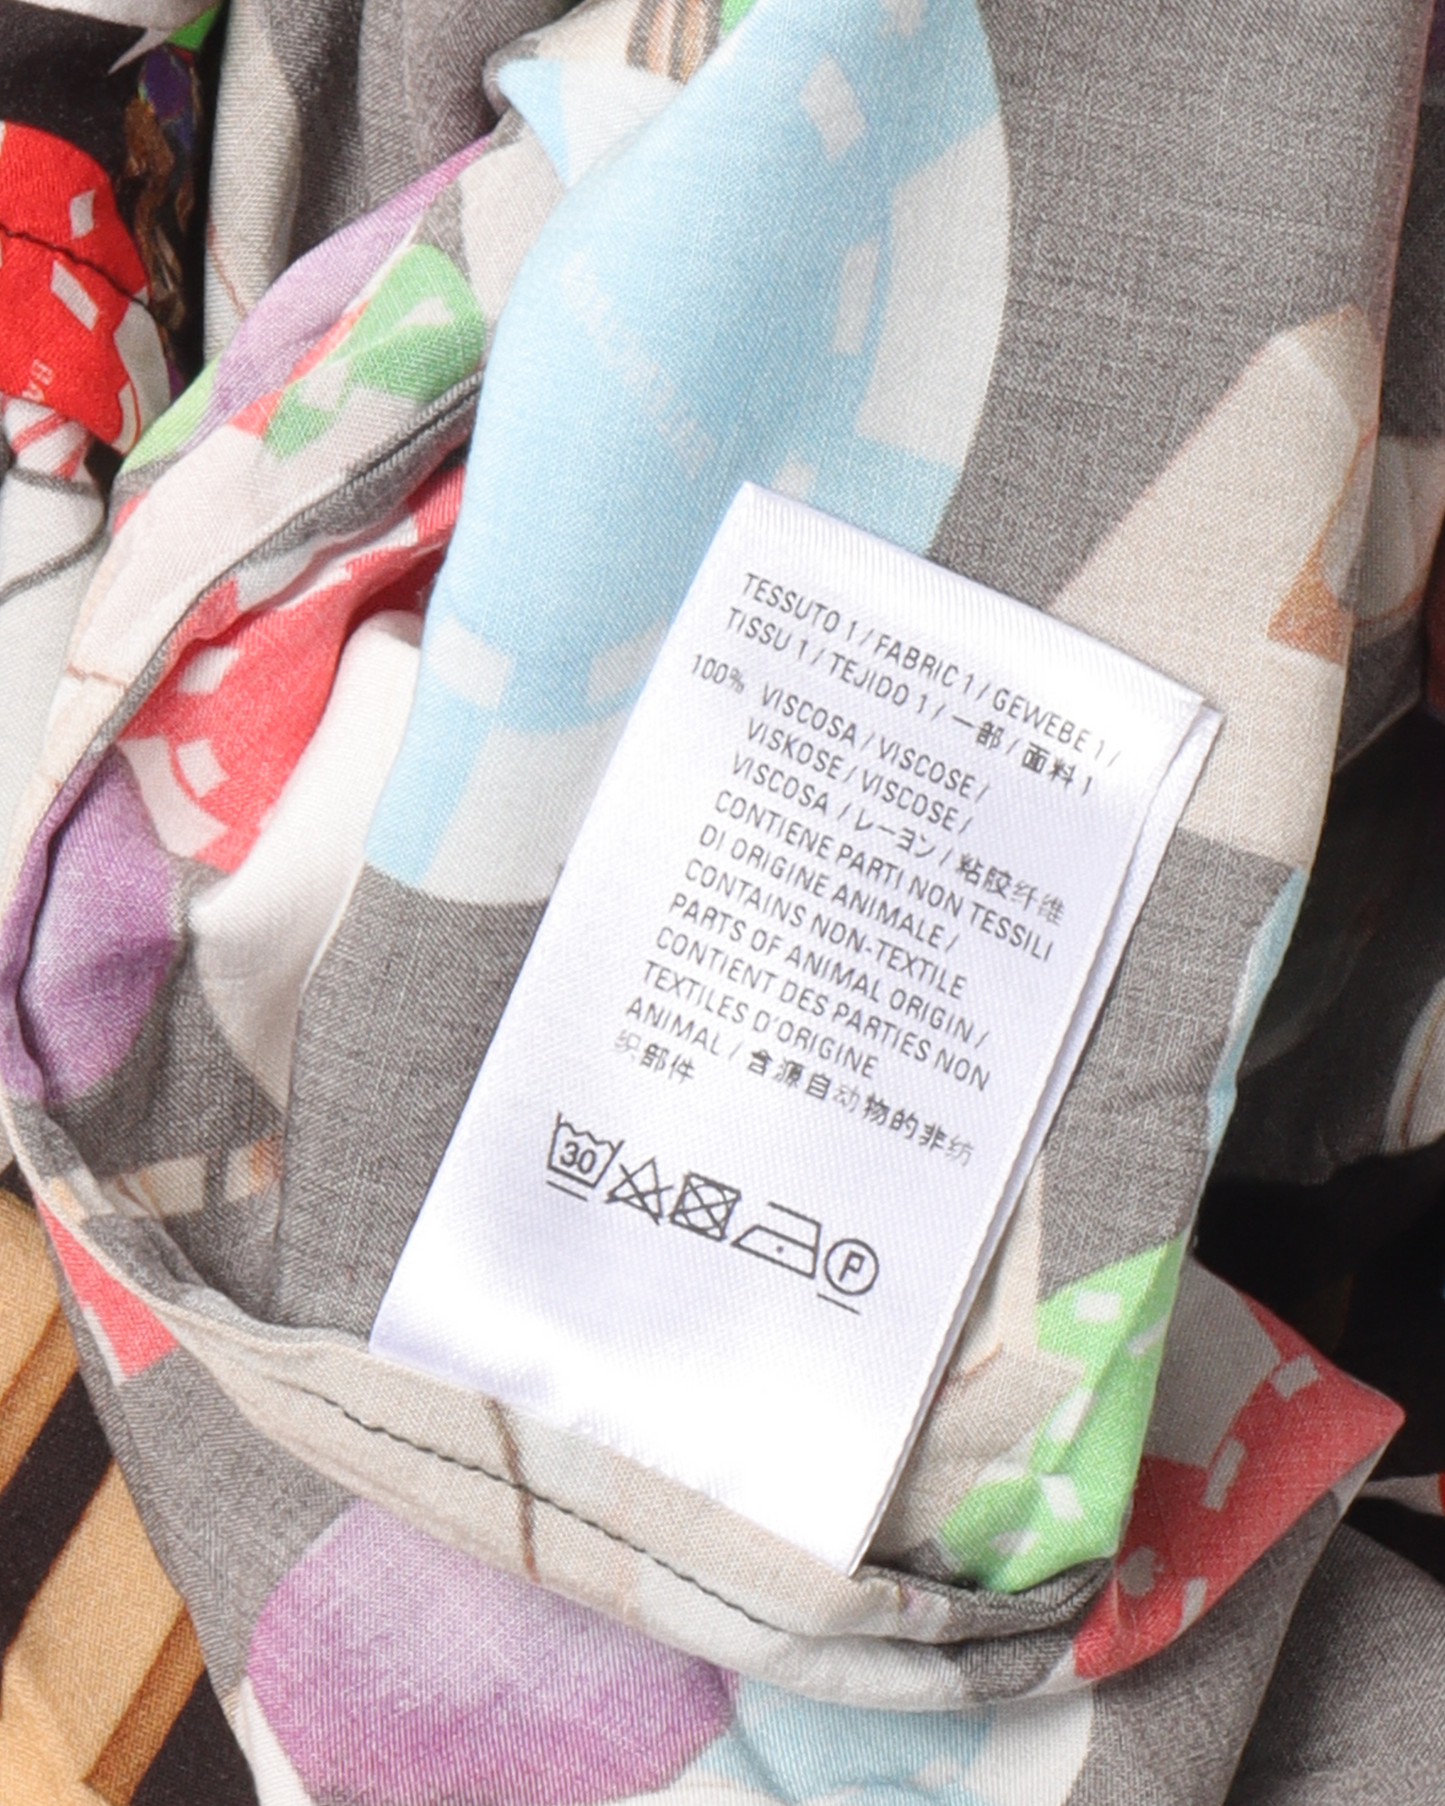 TESSUTO 1 / FABRIC 1 / GEWEBE 1 /
TISSU 1 / TEJIDO 1 / 一部 / 面料 1
100% VISCOSA / VISCOSE /
VISKOSE / VISCOSE /
VISCOSA / レーヨン / 粘胶纤维
CONTIENE PARTI NON TESSILI
DI ORIGINE ANIMALE /
CONTAINS NON-TEXTILE
PARTS OF ANIMAL ORIGIN /
CONTIENT DES PARTIES NON
TEXTILES D'ORIGINE
ANIMAL / 含源自动物的非纺
织部件
30
P